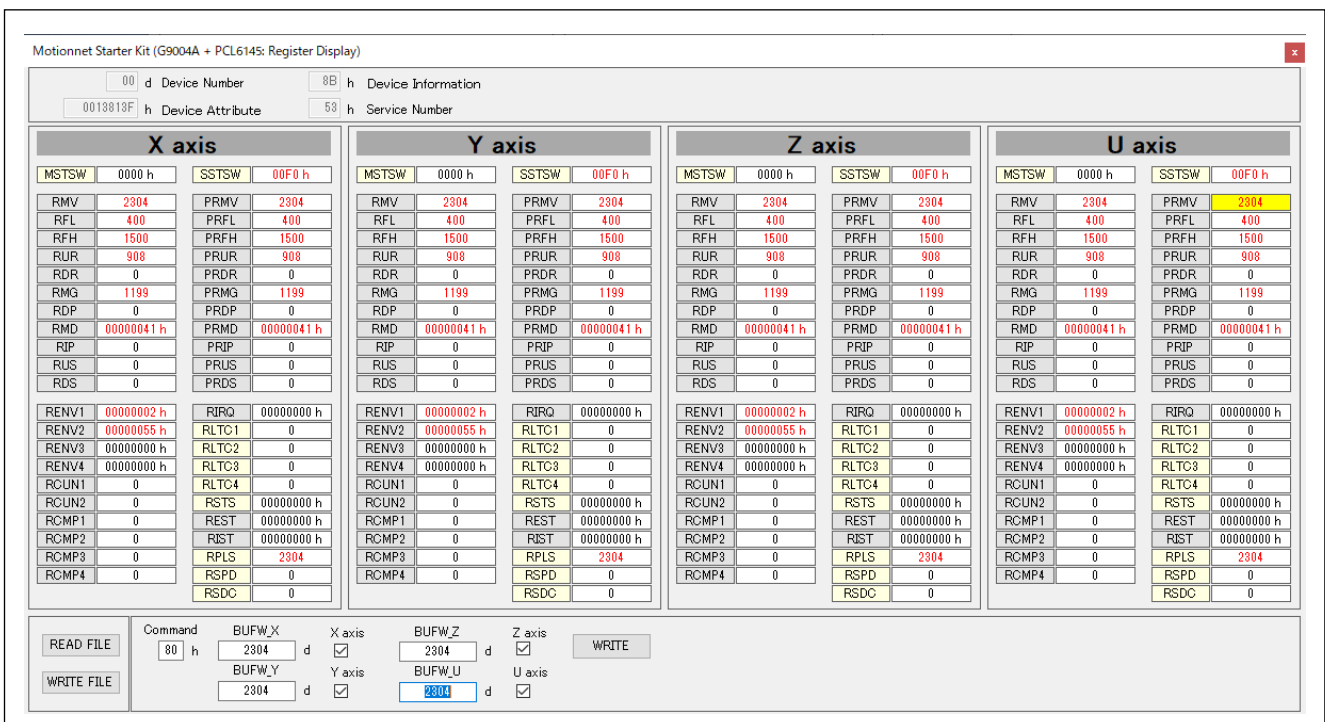 Motionnet Starter Kit (G9004A + PCL6145: Register Display)
x
00 d Device Number 8B h Device Information
0013813F h Device Attribute 53 h Service Number
X axis Y axis Z axis U axis
MSTSW 0000 h SSTSW 00F0 h MSTSW 0000 h SSTSW 00F0 h MSTSW 0000 h SSTSW 00F0 h MSTSW 0000 h SSTSW 00F0 h
RMV 2304 PRMV 2304 RMV 2304 PRMV 2304 RMV 2304 PRMV 2304 RMV 2304 PRMV 2304
RFL 400 PRFL 400 RFL 400 PRFL 400 RFL 400 PRFL 400 RFL 400 PRFL 400
RFH 1500 PRFH 1500 RFH 1500 PRFH 1500 RFH 1500 PRFH 1500 RFH 1500 PRFH 1500
RUR 908 PRUR 908 RUR 908 PRUR 908 RUR 908 PRUR 908 RUR 908 PRUR 908
RDR 0 PRDR 0 RDR 0 PRDR 0 RDR 0 PRDR 0 RDR 0 PRDR 0
RMG 1199 PRMG 1199 RMG 1199 PRMG 1199 RMG 1199 PRMG 1199 RMG 1199 PRMG 1199
RDP 0 PRDP 0 RDP 0 PRDP 0 RDP 0 PRDP 0 RDP 0 PRDP 0
RMD 00000041 h PRMD 00000041 h RMD 00000041 h PRMD 00000041 h RMD 00000041 h PRMD 00000041 h RMD 00000041 h PRMD 00000041 h
RIP 0 PRIP 0 RIP 0 PRIP 0 RIP 0 PRIP 0 RIP 0 PRIP 0
RUS 0 PRUS 0 RUS 0 PRUS 0 RUS 0 PRUS 0 RUS 0 PRUS 0
RDS 0 PRDS 0 RDS 0 PRDS 0 RDS 0 PRDS 0 RDS 0 PRDS 0
RENV1 00000002 h RIRQ 00000000 h RENV1 00000002 h RIRQ 00000000 h RENV1 00000002 h RIRQ 00000000 h RENV1 00000002 h RIRQ 00000000 h
RENV2 00000055 h RLTC1 0 RENV2 00000055 h RLTC1 0 RENV2 00000055 h RLTC1 0 RENV2 00000055 h RLTC1 0
RENV3 00000000 h RLTC2 0 RENV3 00000000 h RLTC2 0 RENV3 00000000 h RLTC2 0 RENV3 00000000 h RLTC2 0
RENV4 00000000 h RLTC3 0 RENV4 00000000 h RLTC3 0 RENV4 00000000 h RLTC3 0 RENV4 00000000 h RLTC3 0
RCUN1 0 RLTC4 0 RCUN1 0 RLTC4 0 RCUN1 0 RLTC4 0 RCUN1 0 RLTC4 0
RCUN2 0 RSTS 00000000 h RCUN2 0 RSTS 00000000 h RCUN2 0 RSTS 00000000 h RCUN2 0 RSTS 00000000 h
RCMP1 0 REST 00000000 h RCMP1 0 REST 00000000 h RCMP1 0 REST 00000000 h RCMP1 0 REST 00000000 h
RCMP2 0 RIST 00000000 h RCMP2 0 RIST 00000000 h RCMP2 0 RIST 00000000 h RCMP2 0 RIST 00000000 h
RCMP3 0 RPLS 2304 RCMP3 0 RPLS 2304 RCMP3 0 RPLS 2304 RCMP3 0 RPLS 2304
RCMP4 0 RSPD 0 RCMP4 0 RSPD 0 RCMP4 0 RSPD 0 RCMP4 0 RSPD 0
RSDC 0 RSDC 0 RSDC 0 RSDC 0
Command BUFW_X X axis BUFW_Z Z axis
READ FILE 80 h 2304 d 2304 d WRITE
BUFW_Y Y axis BUFW_U U axis
WRITE FILE 2304 d 2304 d